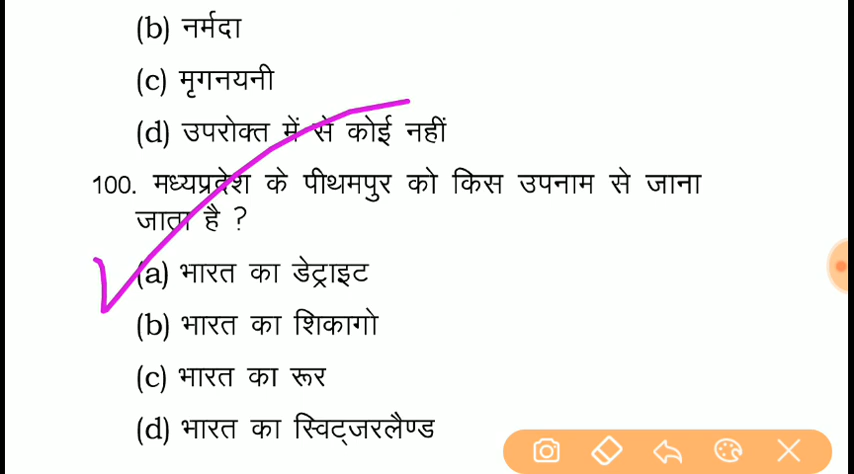 (b) नर्मदा
(c) मृगनयनी
(d) उपरोक्त में से कोई नहीं
100. मध्यप्रदेश के पीथमपुर को किस उपनाम से जाना
जाता है ?
(a) भारत का डेट्राइट
(b) भारत का शिकागो
(c) भारत का रूर
(d) भारत का स्विट्जरलैण्ड